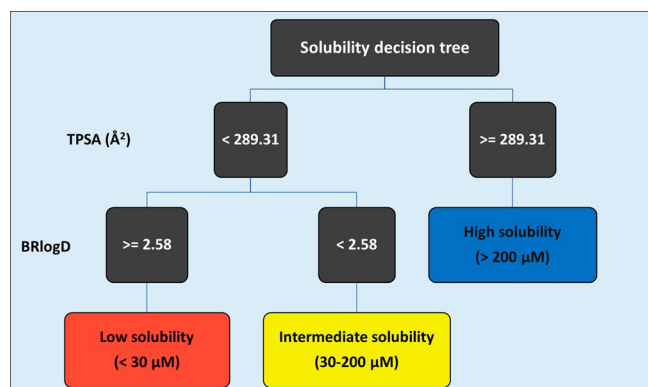 Solubility decision tree
TPSA (Å²)
< 289.31
>= 289.31
BRlogD
>= 2.58
< 2.58
High solubility
(> 200 µM)
Low solubility
(< 30 µM)
Intermediate solubility
(30-200 µM)